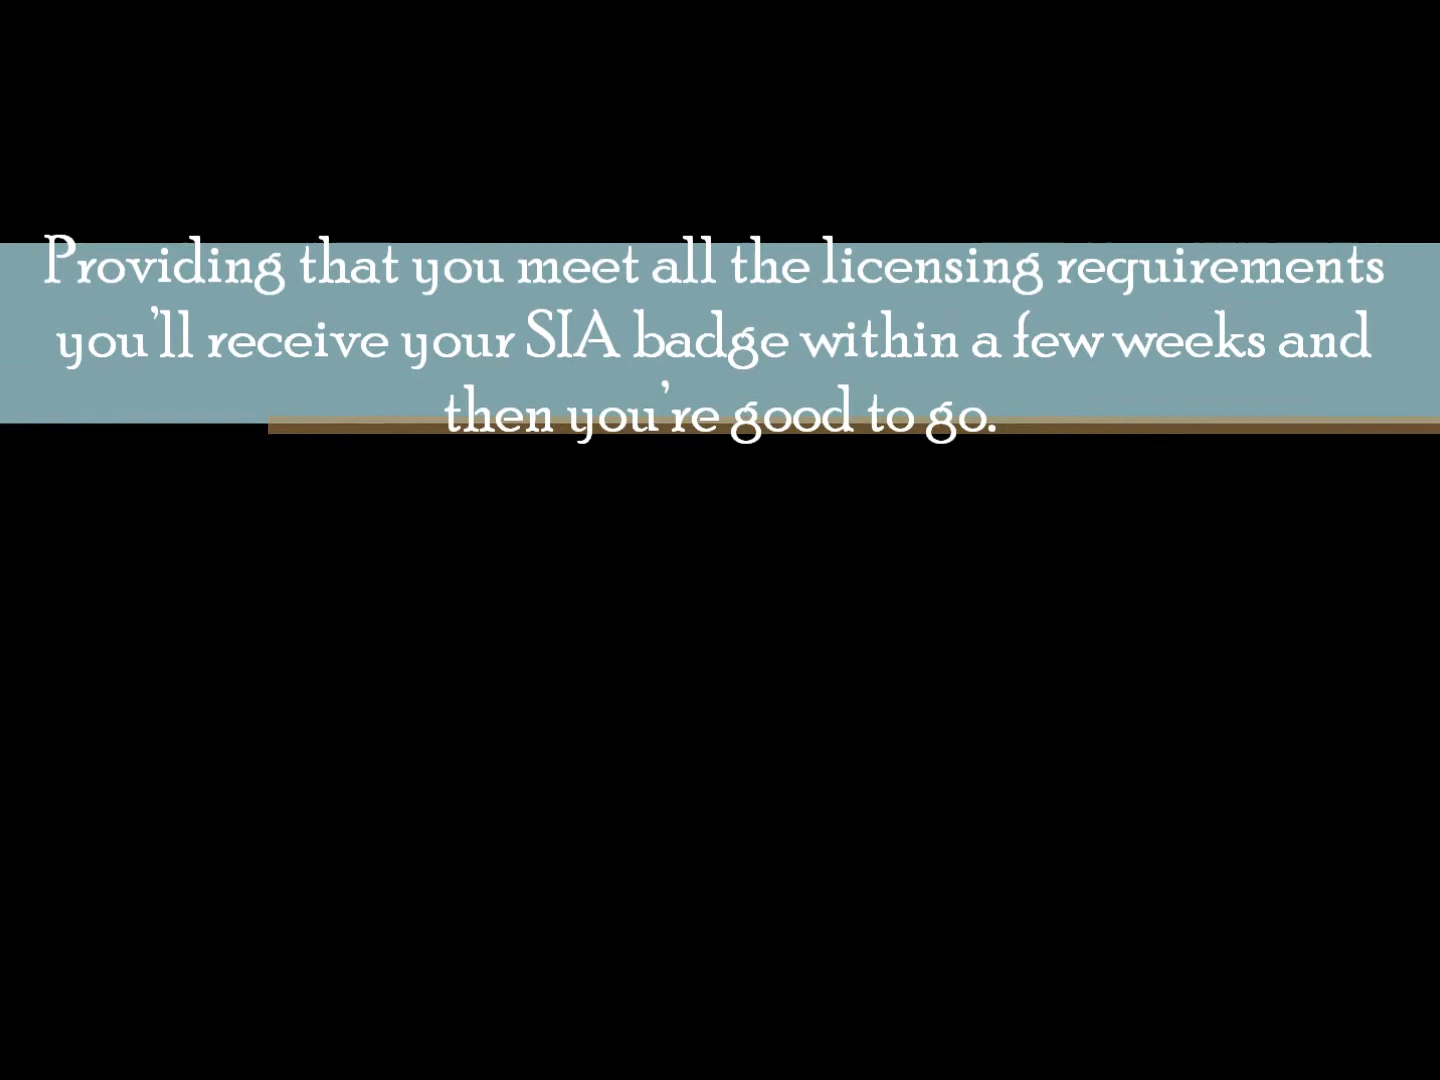 Providing that you meet all the licensing requirements
you'll receive your SIA badge within a few weeks and
then you're good to go.